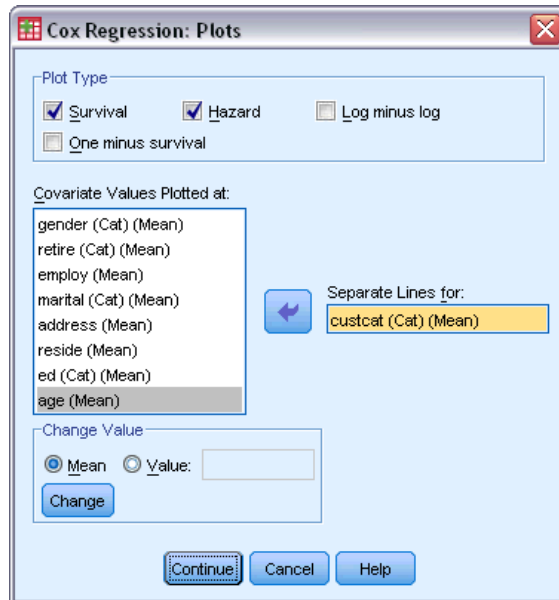 Cox Regression: Plots
Plot Type
Survival
Hazard
Log minus log
One minus survival
Covariate Values Plotted at:
gender (Cat) (Mean)
retire (Cat) (Mean)
employ (Mean)
marital (Cat) (Mean)
address (Mean)
reside (Mean)
ed (Cat) (Mean)
age (Mean)
Separate Lines for:
custcat (Cat) (Mean)
Change Value
Mean
Value:
Change
Continue
Cancel
Help